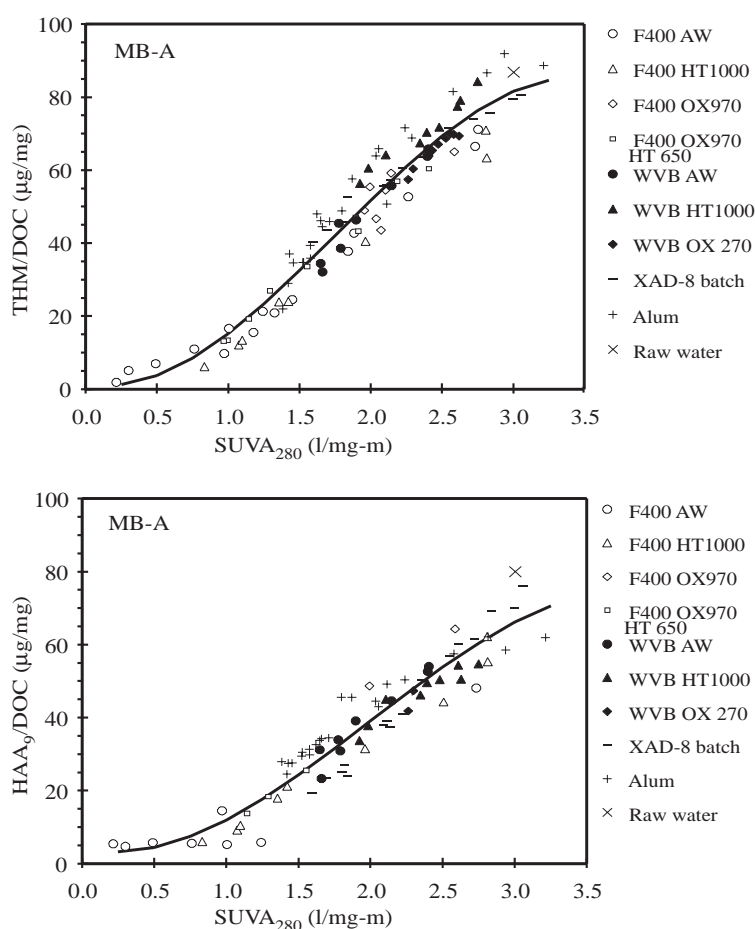 MB-A
100
80
60
40
20
0
THM/DOC (μg/mg)
0.0 0.5 1.0 1.5 2.0 2.5 3.0 3.5
SUVA280 (l/mg-m)
F400 AW
F400 HT1000
F400 OX970
F400 OX970
HT 650
WVB AW
WVB HT1000
WVB OX 270
XAD-8 batch
Alum
Raw water
MB-A
100
80
60
40
20
0
HAA9/DOC (μg/mg)
0.0 0.5 1.0 1.5 2.0 2.5 3.0 3.5
SUVA280 (l/mg-m)
F400 AW
F400 HT1000
F400 OX970
F400 OX970
HT 650
WVB AW
WVB HT1000
WVB OX 270
XAD-8 batch
Alum
Raw water